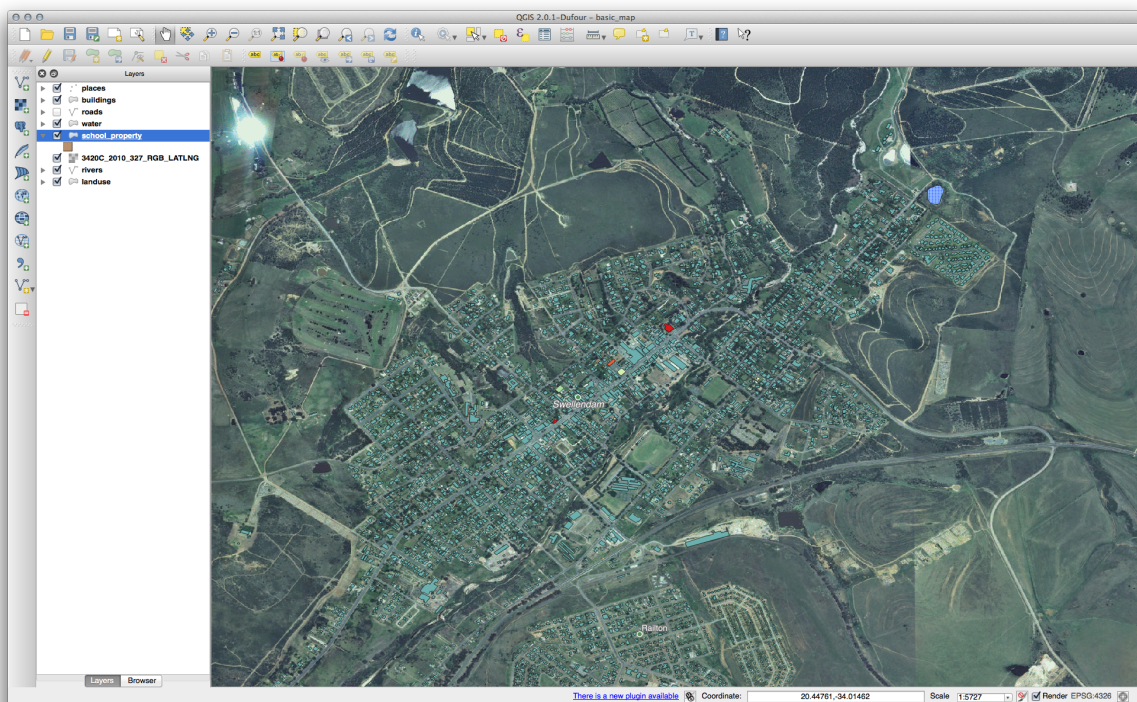 QGIS 2.0.1-Dufour – basic_map
Layers
places
buildings
roads
water
school_property
3420C_2010_327_RGB_LATLNG
rivers
landuse
Swellendam
Railton
Layers Browser
There is a new plugin available Coordinate: 20.44761,-34.01462 Scale 1:5727 Render EPSG:4326